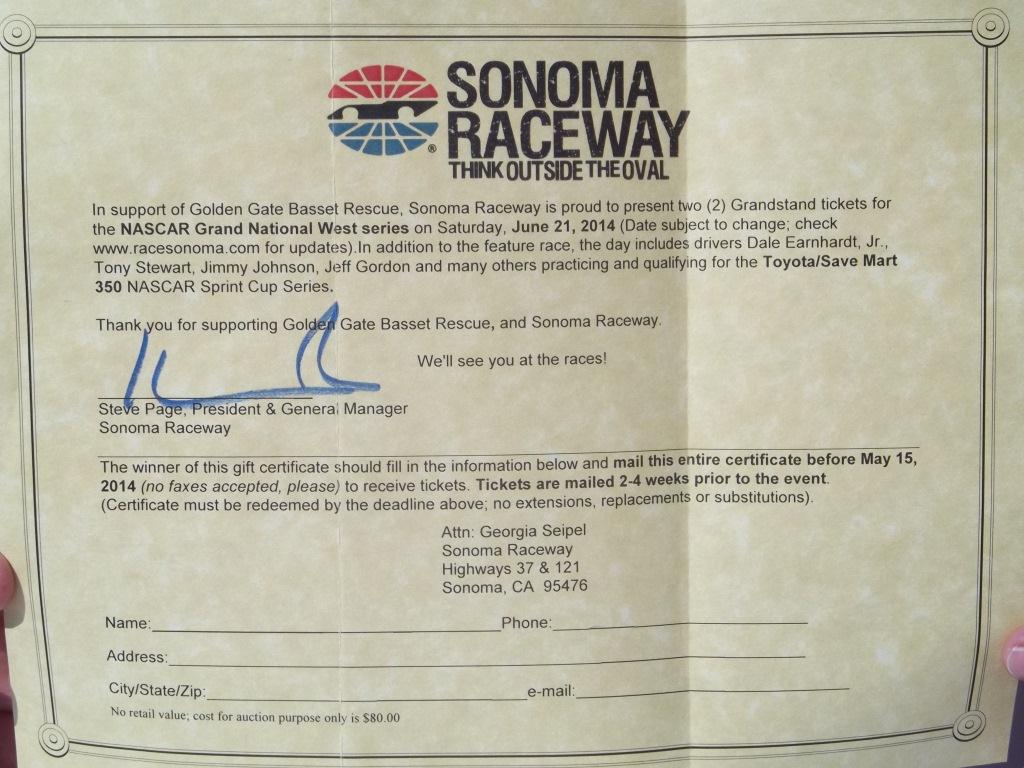 SONOMA
RACEWAY
THINK OUTSIDE THE OVAL
®
In support of Golden Gate Basset Rescue, Sonoma Raceway is proud to present two (2) Grandstand tickets for
the NASCAR Grand National West series on Saturday, June 21, 2014 (Date subject to change; check
www.racesonoma.com for updates).In addition to the feature race, the day includes drivers Dale Earnhardt, Jr.,
Tony Stewart, Jimmy Johnson, Jeff Gordon and many others practicing and qualifying for the Toyota/Save Mart
350 NASCAR Sprint Cup Series.
Thank you for supporting Golden Gate Basset Rescue, and Sonoma Raceway.
We'll see you at the races!
Steve Page, President & General Manager
Sonoma Raceway
The winner of this gift certificate should fill in the information below and mail this entire certificate before May 15,
2014 (no faxes accepted, please) to receive tickets. Tickets are mailed 2-4 weeks prior to the event.
(Certificate must be redeemed by the deadline above; no extensions, replacements or substitutions).
Attn: Georgia Seipel
Sonoma Raceway
Highways 37 & 121
Sonoma, CA 95476
Name: Phone:
Address:
City/State/Zip: e-mail:
No retail value; cost for auction purpose only is $80.00